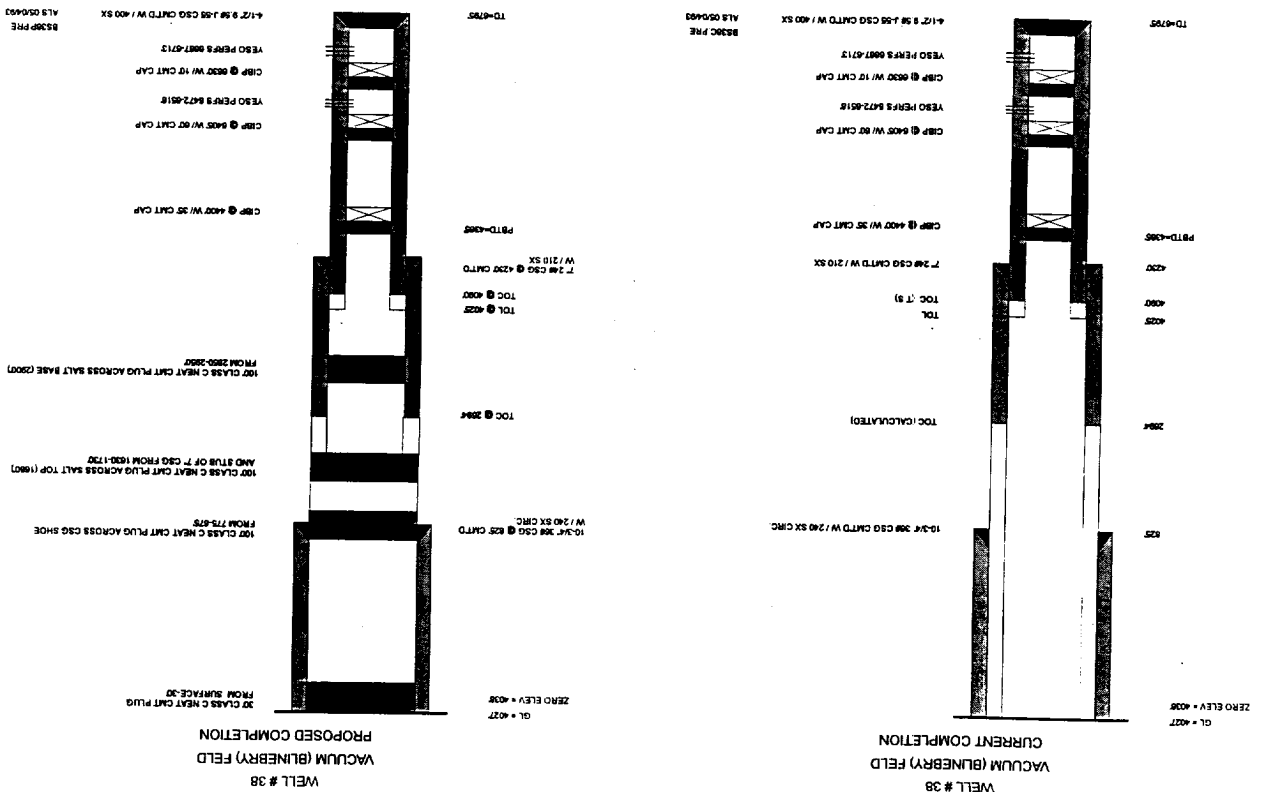 WELL # 38
VACUUM (BLINEBRY) FELD
CURRENT COMPLETION
GL = 4027'
ZERO ELEV = 4038'
825'
10-3/4" 36# CSG CMTD W / 240 SX CIRC
2694'
TOC (CALCULATED)
4025'
TOL
4090'
TOC (T S)
4230'
7" 24# CSG CMTD W / 210 SX
PBTD=4365'
CIBP @ 4400' W/ 35' CMT CAP
CIBP @ 6405' W/ 60' CMT CAP
YESO PERFS 6472-6518'
CIBP @ 6630' W/ 10' CMT CAP
YESO PERFS 6687-6713'
TD=6795'
4-1/2" 9.5# J-55 CSG CMTD W / 400 SX
BS38C.PRE
ALS 05/04/93
WELL # 38
VACUUM (BLINEBRY) FELD
PROPOSED COMPLETION
GL = 4027'
ZERO ELEV = 4038'
30' CLASS C NEAT CMT PLUG
FROM SURFACE-30'
10-3/4" 36# CSG @ 825' CMTD
W / 240 SX CIRC.
100' CLASS C NEAT CMT PLUG ACROSS CSG SHOE
FROM 775-875'
100' CLASS C NEAT CMT PLUG ACROSS SALT TOP (1680')
AND STUB OF 7" CSG FROM 1630-1730'
TOC @ 2694'
100' CLASS C NEAT CMT PLUG ACROSS SALT BASE (2900')
FROM 2850-2950'
TOL @ 4025'
TOC @ 4090'
7" 24# CSG @ 4230' CMTD
W / 210 SX
PBTD=4365'
CIBP @ 4400' W/ 35' CMT CAP
CIBP @ 6405' W/ 60' CMT CAP
YESO PERFS 6472-6518'
CIBP @ 6630' W/ 10' CMT CAP
YESO PERFS 6687-6713'
TD=6795'
4-1/2" 9.5# J-55 CSG CMTD W / 400 SX
BS38P.PRE
ALS 05/04/93